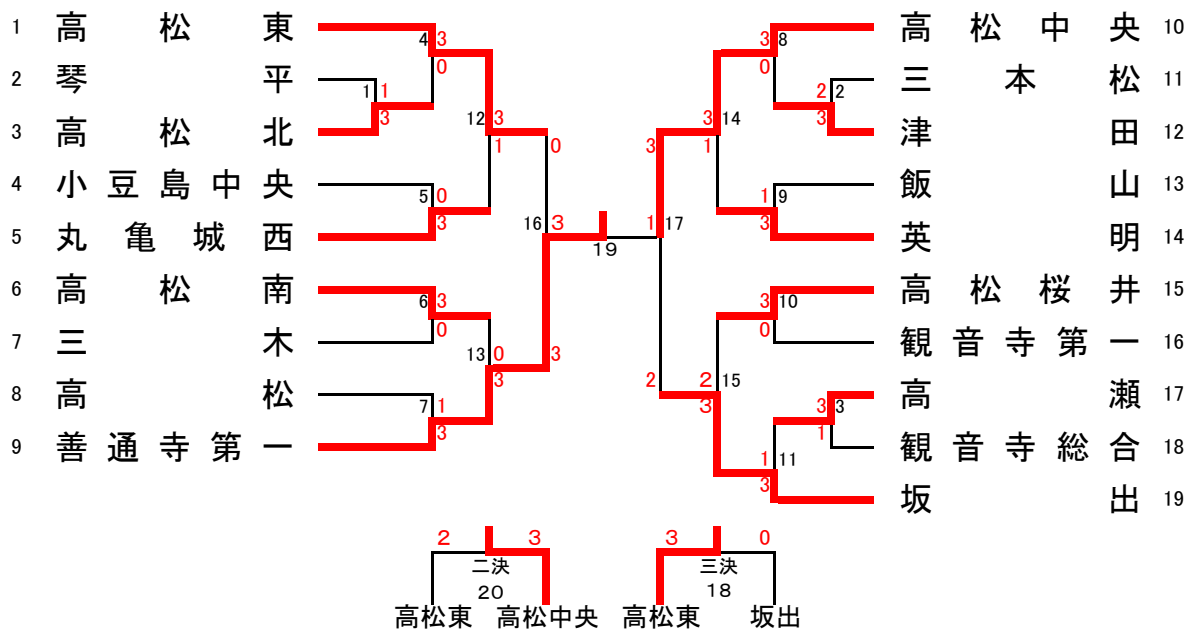 1 高松東 4 3 3 8 高松中央 10
0 0
2 琴平 1 1 2 2 三本松 11
3 高松北 3 12 3 0 3 3 14 3 津田 12
1 1
4 小豆島中央 5 0 1 9 飯山 13
5 丸亀城西 3 16 3 19 1 17 3 英明 14
6 高松南 6 3 3 10 高松桜井 15
7 三木 0 0 観音寺第一 16
13 0 3 2 2 15
3 3
8 高松 7 1 3 3 高瀬 17
9 善通寺第一 3 1 観音寺総合 18
1 11
3
坂出 19
2 3 3 0
二決 三決
20 18
高松東 高松中央 高松東 坂出